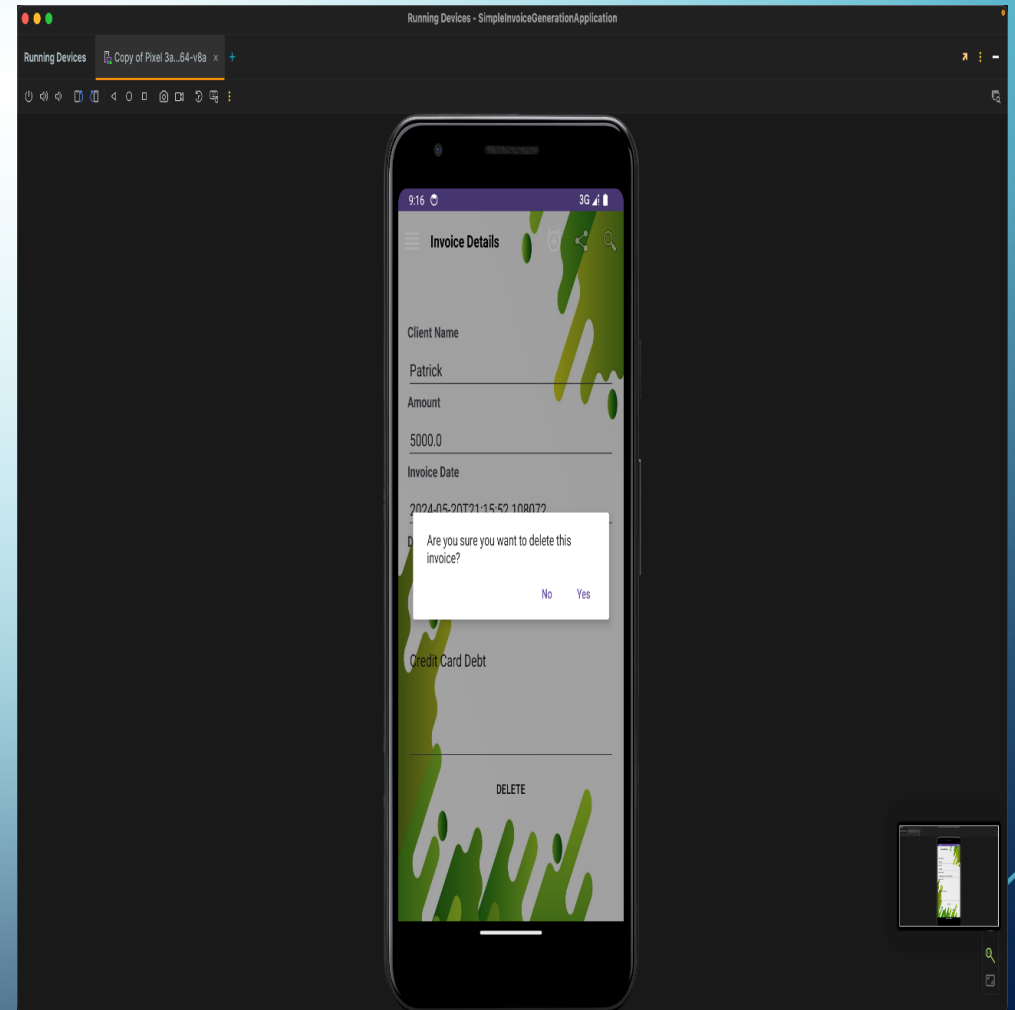 Running Devices - SimpleInvoiceGenerationApplication
Running Devices
Copy of Pixel 3a...64-v8a
9:16
3G
Invoice Details
Client Name
Patrick
Amount
5000.0
Invoice Date
2024-05-20T21:15:52.108072
D
Are you sure you want to delete this
invoice?
No Yes
Credit Card Debt
DELETE